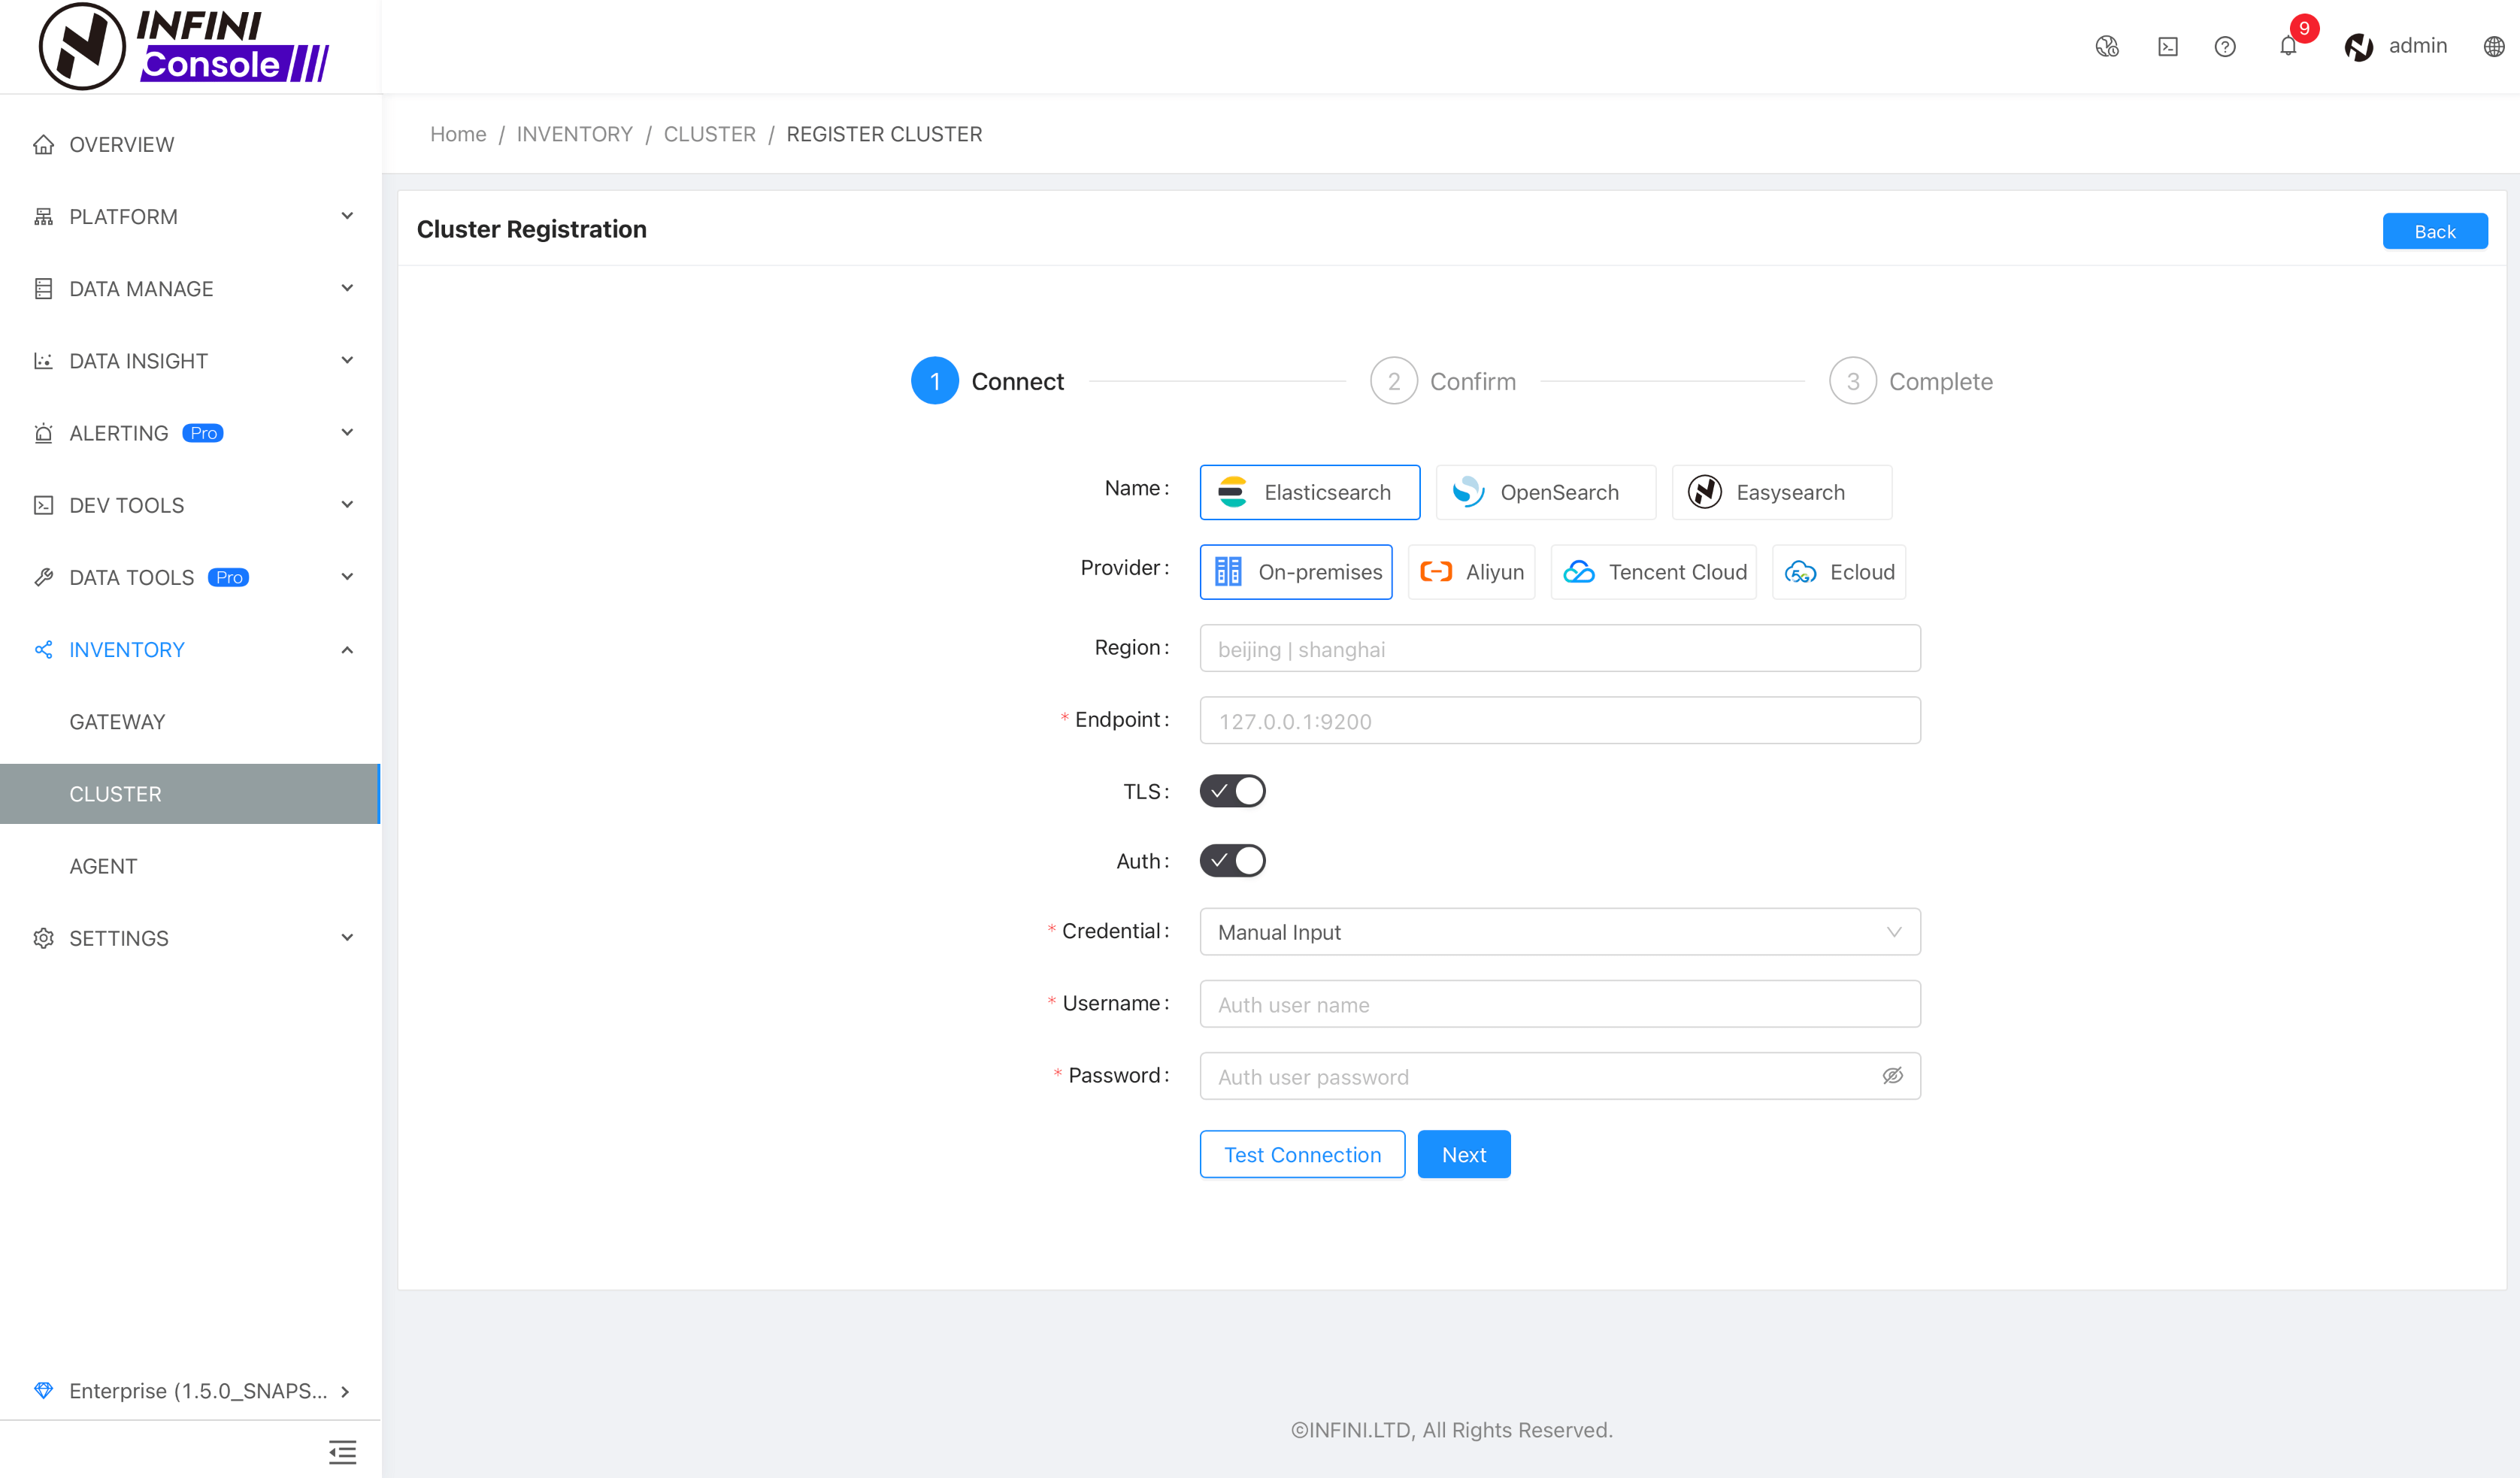 INFINI
Console
9
admin
Home / INVENTORY / CLUSTER / REGISTER CLUSTER
OVERVIEW
PLATFORM
DATA MANAGE
DATA INSIGHT
ALERTING Pro
DEV TOOLS
DATA TOOLS Pro
INVENTORY
GATEWAY
CLUSTER
AGENT
SETTINGS
Enterprise (1.5.0_SNAPS...
Cluster Registration
Back
1 Connect
2 Confirm
3 Complete
Name: Elasticsearch OpenSearch Easysearch
Provider: On-premises Aliyun Tencent Cloud 5G Ecloud
Region: beijing | shanghai
* Endpoint: 127.0.0.1:9200
TLS:
Auth:
* Credential: Manual Input
* Username: Auth user name
* Password: Auth user password
Test Connection Next
©INFINI.LTD, All Rights Reserved.